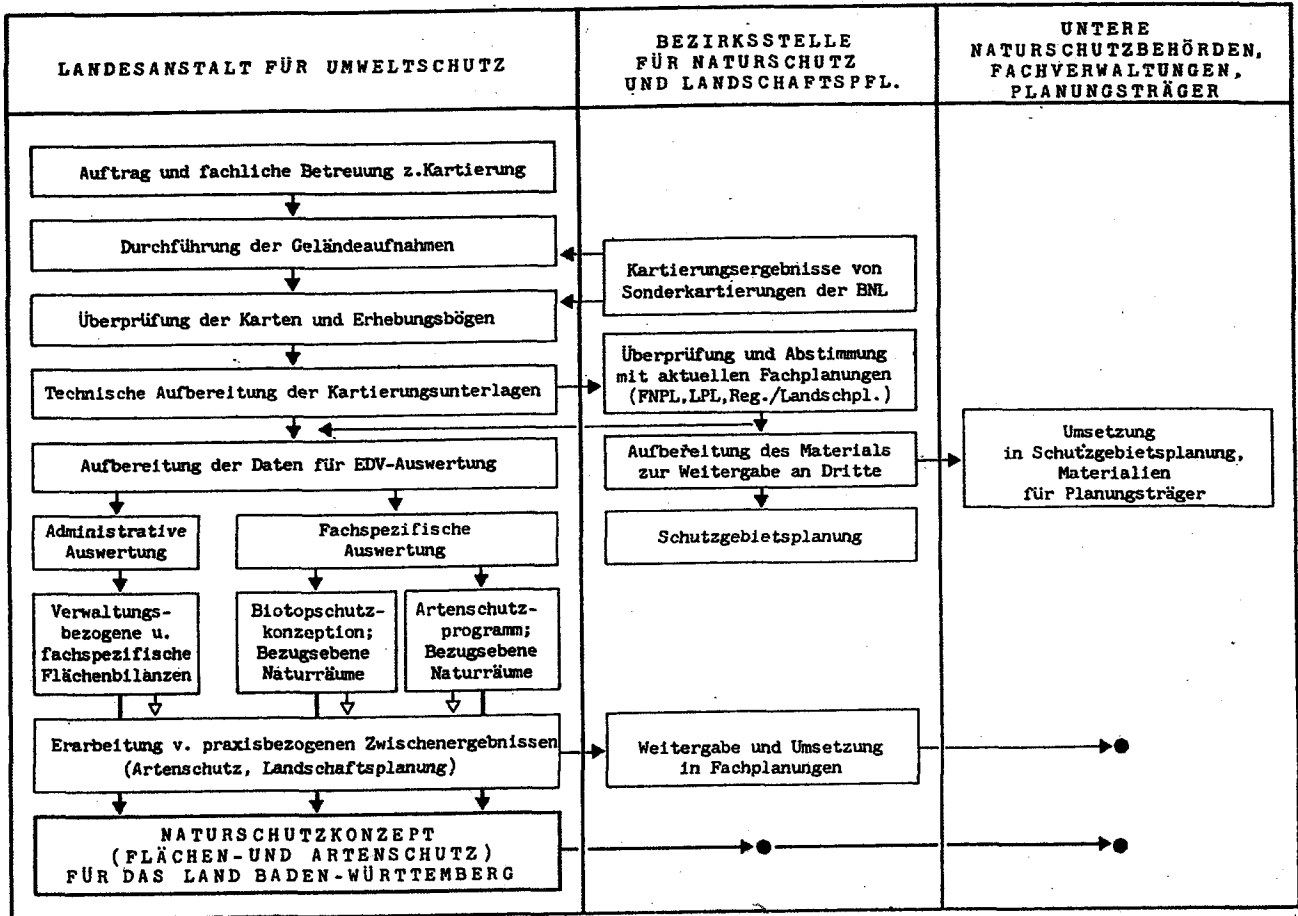 LANDESANSTALT FÜR UMWELTSCHUTZ
BEZIRKSSTELLE
FÜR NATURSCHUTZ
UND LANDSCHAFTSPFL.
UNTERE
NATURSCHUTZBEHÖRDEN,
FACHVERWALTUNGEN,
PLANUNGSTRÄGER
Auftrag und fachliche Betreuung z.Kartierung
Durchführung der Geländeaufnahmen
Kartierungsergebnisse von
Sonderkartierungen der BNL
Überprüfung der Karten und Erhebungsbögen
Technische Aufbereitung der Kartierungsunterlagen
Überprüfung und Abstimmung
mit aktuellen Fachplanungen
(FNPL,LPL,Reg./Landschpl.)
Aufbereitung der Daten für EDV-Auswertung
Aufbereitung des Materials
zur Weitergabe an Dritte
Umsetzung
in Schutzgebietsplanung,
Materialien
für Planungsträger
Administrative
Auswertung
Fachspezifische
Auswertung
Schutzgebietsplanung
Verwaltungs-
bezogene u.
fachspezifische
Flächenbilanzen
Biotopschutz-
konzeption;
Bezugsebene
Naturräume
Artenschutz-
programm;
Bezugsebene
Naturräume
Erarbeitung v. praxisbezogenen Zwischenergebnissen
(Artenschutz, Landschaftsplanung)
Weitergabe und Umsetzung
in Fachplanungen
NATURSCHUTZKONZEPT
(FLÄCHEN-UND ARTENSCHUTZ)
FÜR DAS LAND BADEN-WÜRTTEMBERG